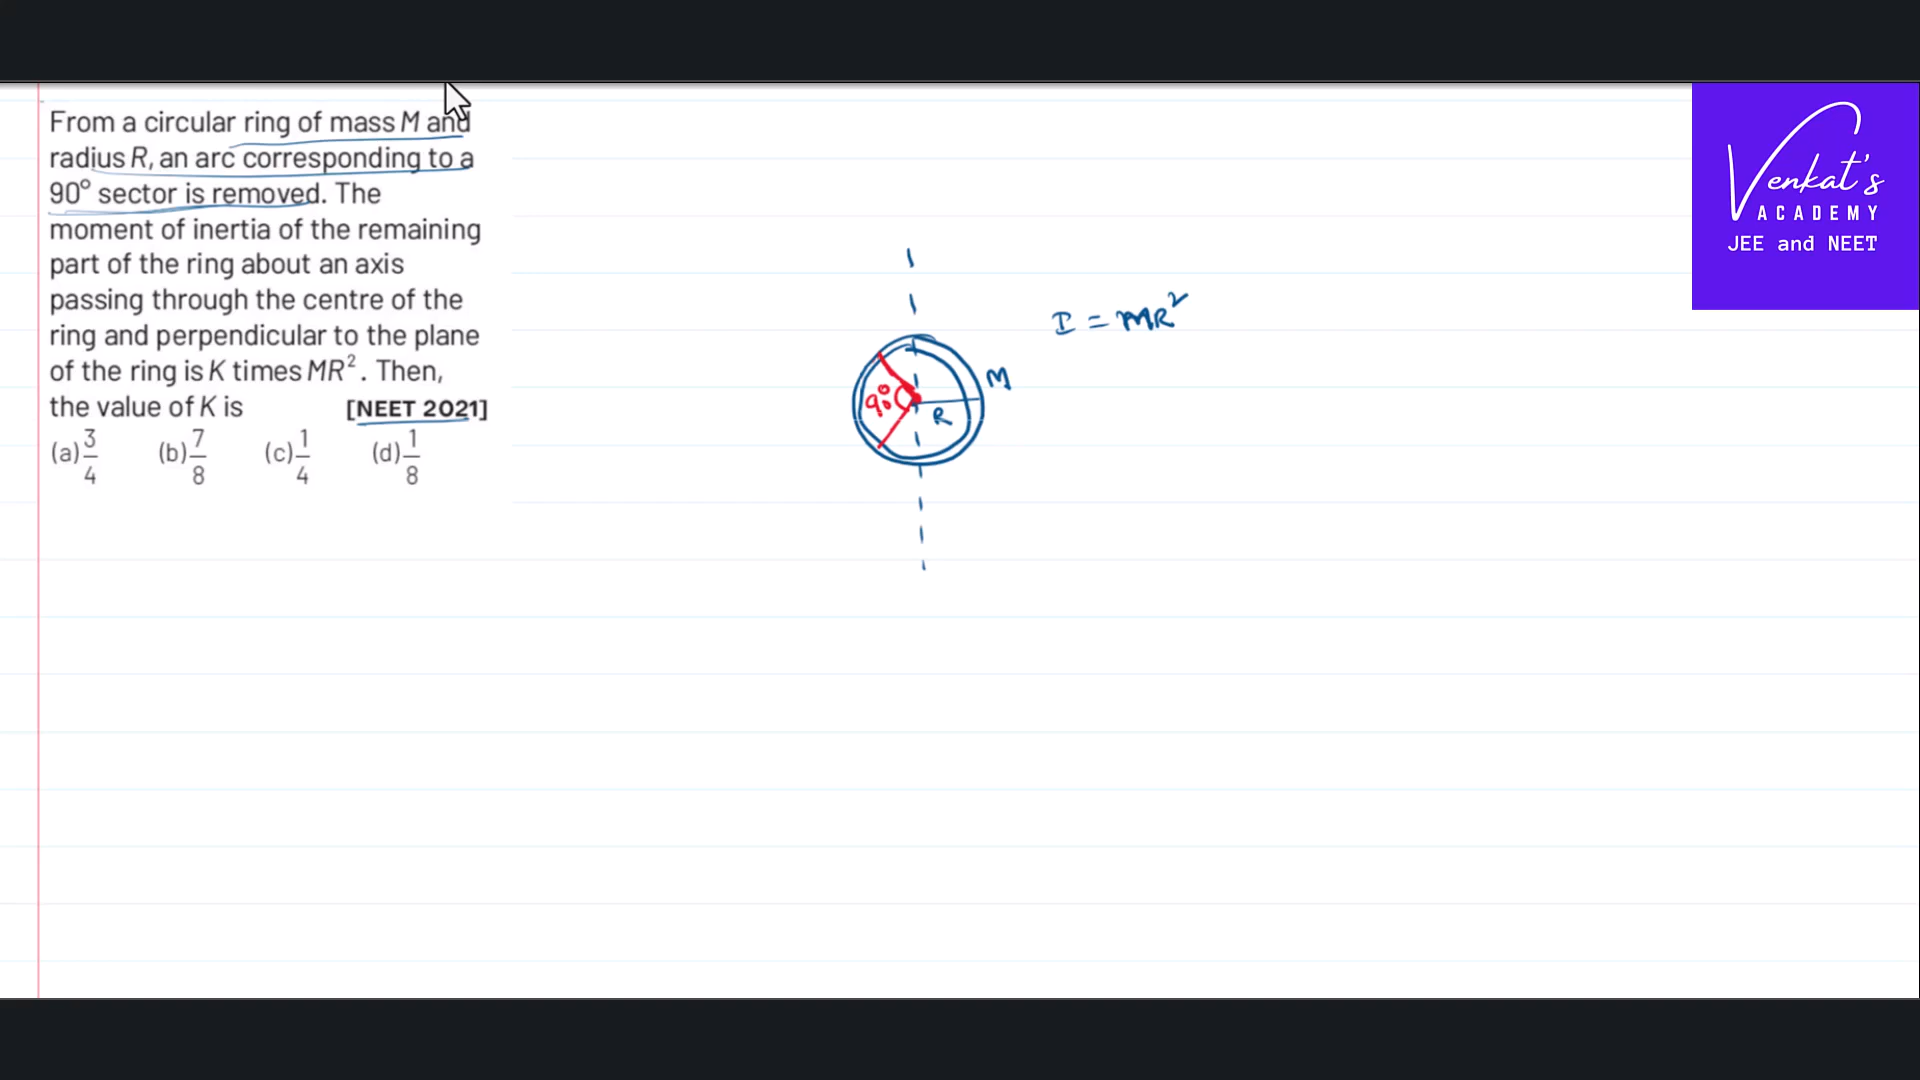 From a circular ring of mass M and
radius R, an arc corresponding to a
90° sector is removed. The
moment of inertia of the remaining
part of the ring about an axis
passing through the centre of the
ring and perpendicular to the plane
of the ring is K times MR². Then,
the value of K is [NEET 2021]
(a) 3/4 (b) 7/8 (c) 1/4 (d) 1/8
I = MR²
M
90°
R
Venkat's
ACADEMY
JEE and NEET